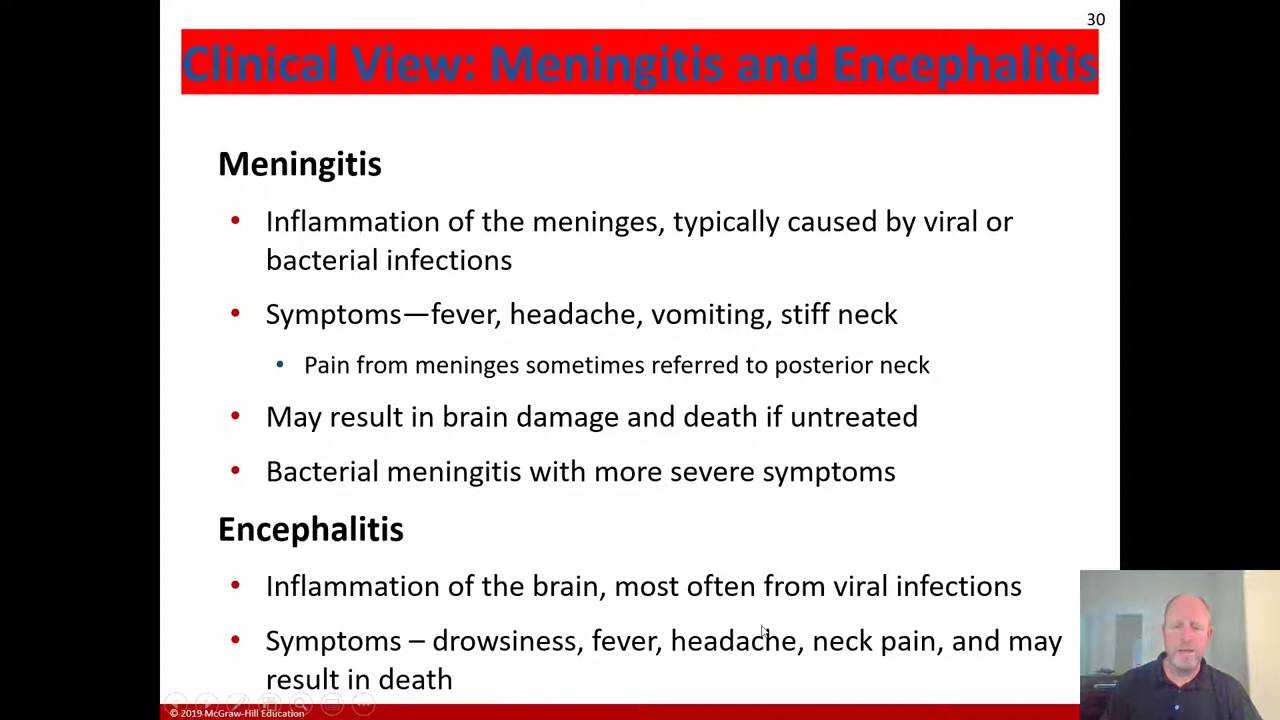 30
Clinical View: Meningitis and Encephalitis
Meningitis
• Inflammation of the meninges, typically caused by viral or
bacterial infections
• Symptoms—fever, headache, vomiting, stiff neck
• Pain from meninges sometimes referred to posterior neck
• May result in brain damage and death if untreated
• Bacterial meningitis with more severe symptoms
Encephalitis
• Inflammation of the brain, most often from viral infections
• Symptoms – drowsiness, fever, headache, neck pain, and may
result in death
© 2019 McGraw-Hill Education